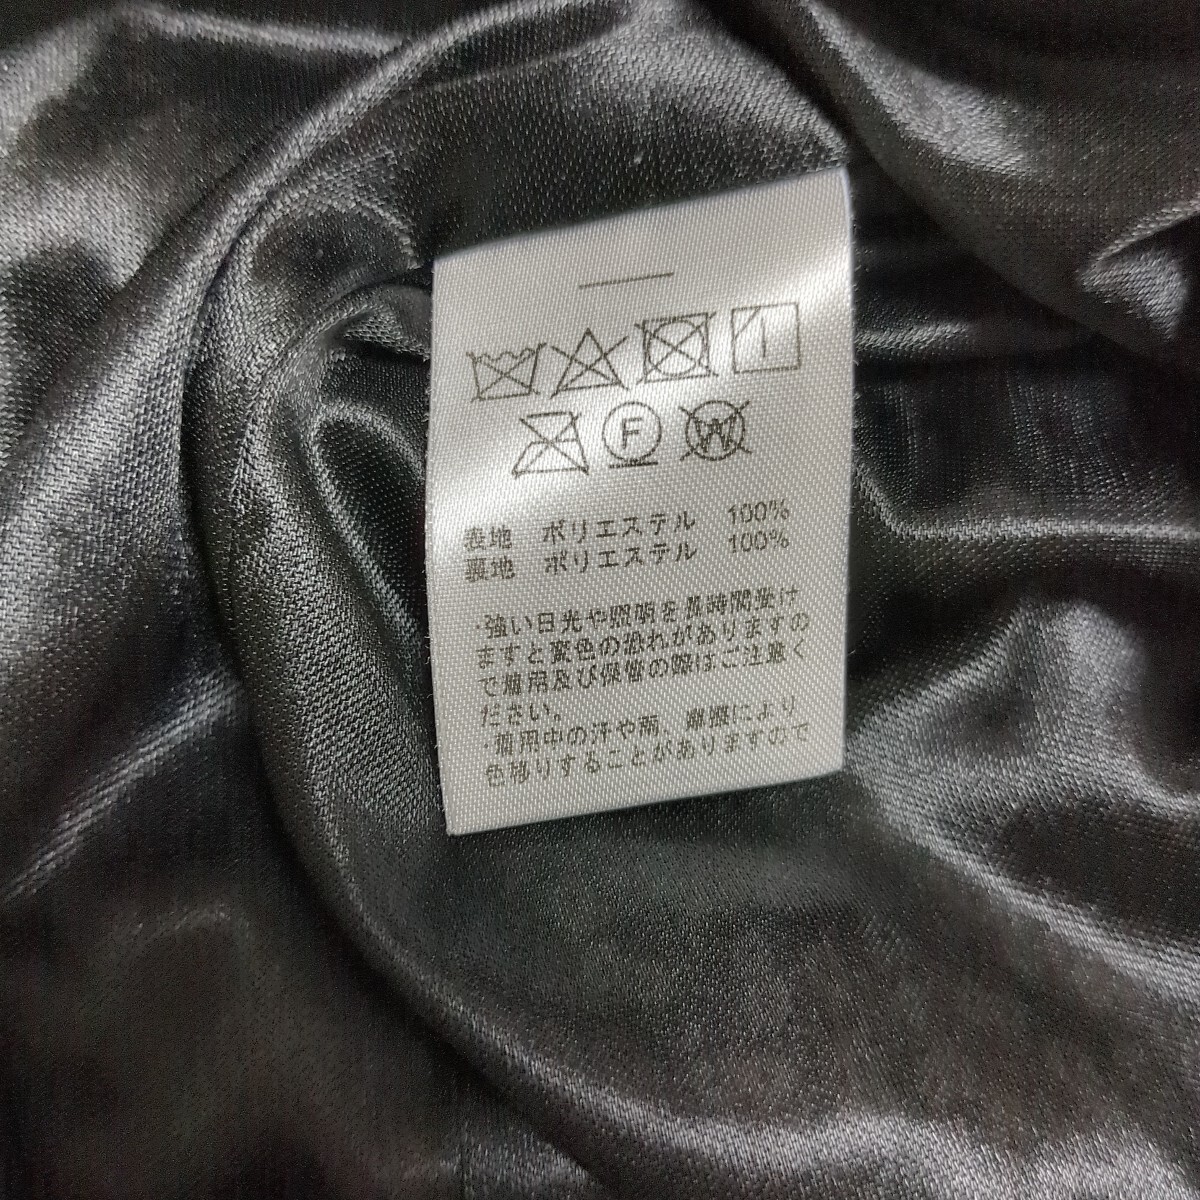 F
W
表地 ポリエステル 100%
裏地 ポリエステル 100%
・強い日光や照明を長時間受け
ますと変色の恐れがありますの
で着用及び保管の際はご注意く
ださい。
・着用中の汗や雨、摩擦により
色移りすることがありますので